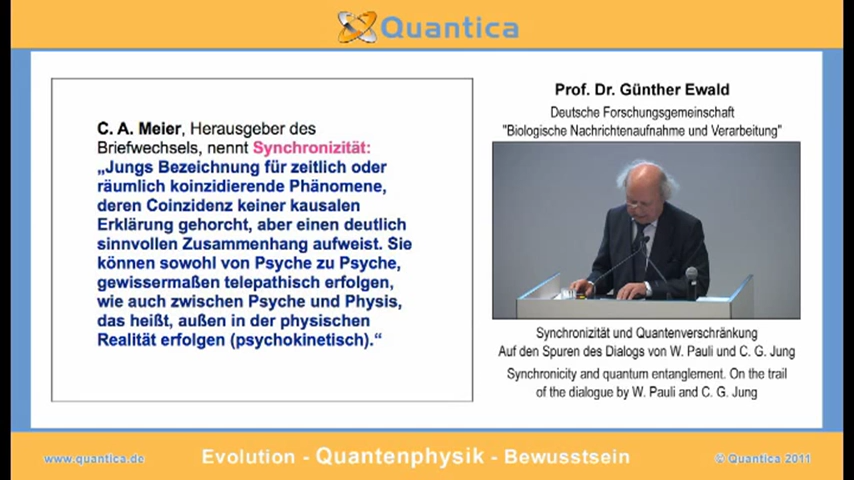 Quantica
C. A. Meier, Herausgeber des
Briefwechsels, nennt Synchronizität:
„Jungs Bezeichnung für zeitlich oder
räumlich koinzidierende Phänomene,
deren Coinzidenz keiner kausalen
Erklärung gehorcht, aber einen deutlich
sinnvollen Zusammenhang aufweist. Sie
können sowohl von Psyche zu Psyche,
gewissermaßen telepathisch erfolgen,
wie auch zwischen Psyche und Physis,
das heißt, außen in der physischen
Realität erfolgen (psychokinetisch).“
Prof. Dr. Günther Ewald
Deutsche Forschungsgemeinschaft
"Biologische Nachrichtenaufnahme und Verarbeitung"
Synchronizität und Quantenverschränkung
Auf den Spuren des Dialogs von W. Pauli und C. G. Jung
Synchronicity and quantum entanglement. On the trail
of the dialogue by W. Pauli and C. G. Jung
www.quantica.de
Evolution - Quantenphysik - Bewusstsein
© Quantica 2011